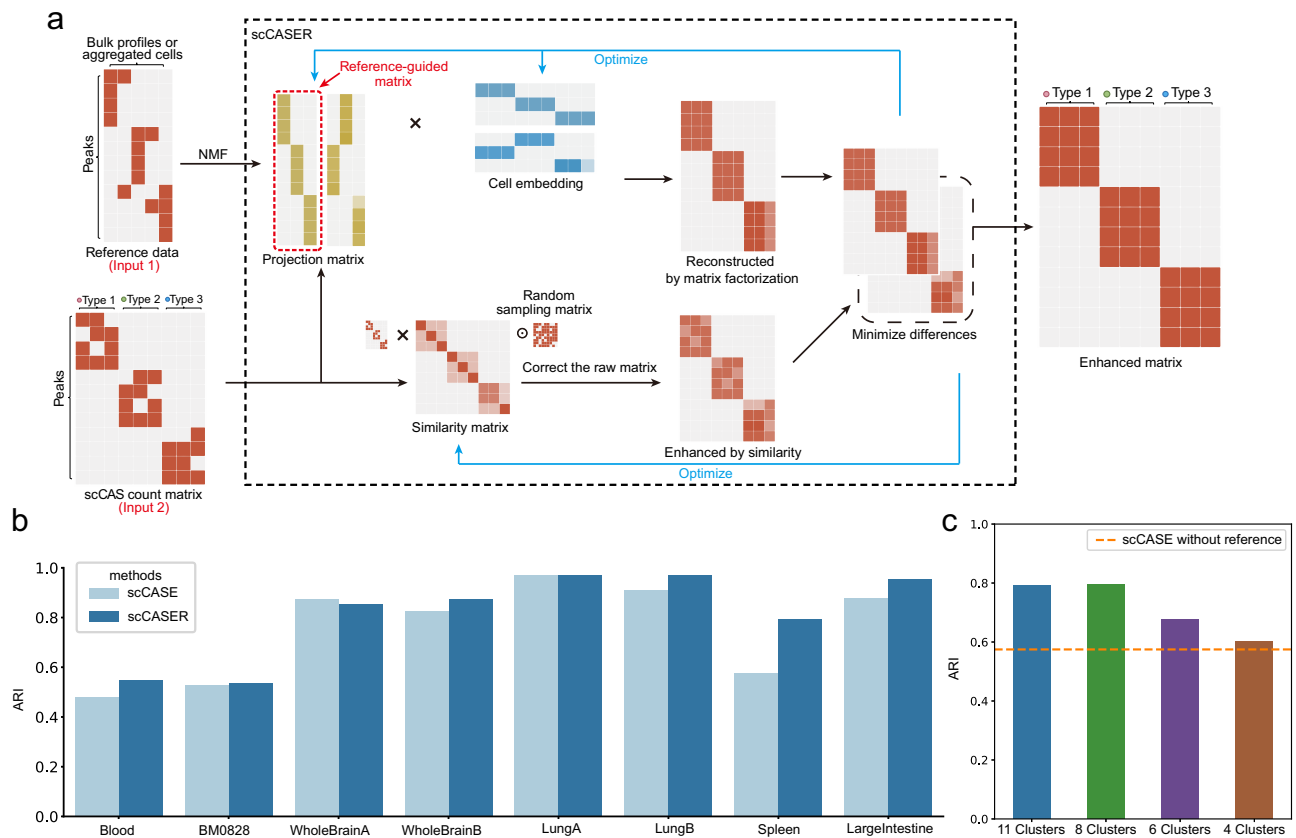 a
Bulk profiles or
aggregated cells
Peaks
Reference data
(Input 1)
NMF
scCASER
Reference-guided
matrix
Optimize
×
Projection matrix
Cell embedding
Reconstructed
by matrix factorization
Minimize differences
Type 1 Type 2 Type 3
Enhanced matrix
Type 1 Type 2 Type 3
Peaks
scCAS count matrix
(Input 2)
×
Similarity matrix
Random
sampling matrix
⊙
Correct the raw matrix
Enhanced by similarity
Optimize
b
ARI
1.0
0.8
0.6
0.4
0.2
0.0
methods
scCASE
scCASER
Blood BM0828 WholeBrainA WholeBrainB LungA LungB Spleen LargeIntestine
c
ARI
1.0
0.8
0.6
0.4
0.2
0.0
scCASE without reference
11 Clusters 8 Clusters 6 Clusters 4 Clusters